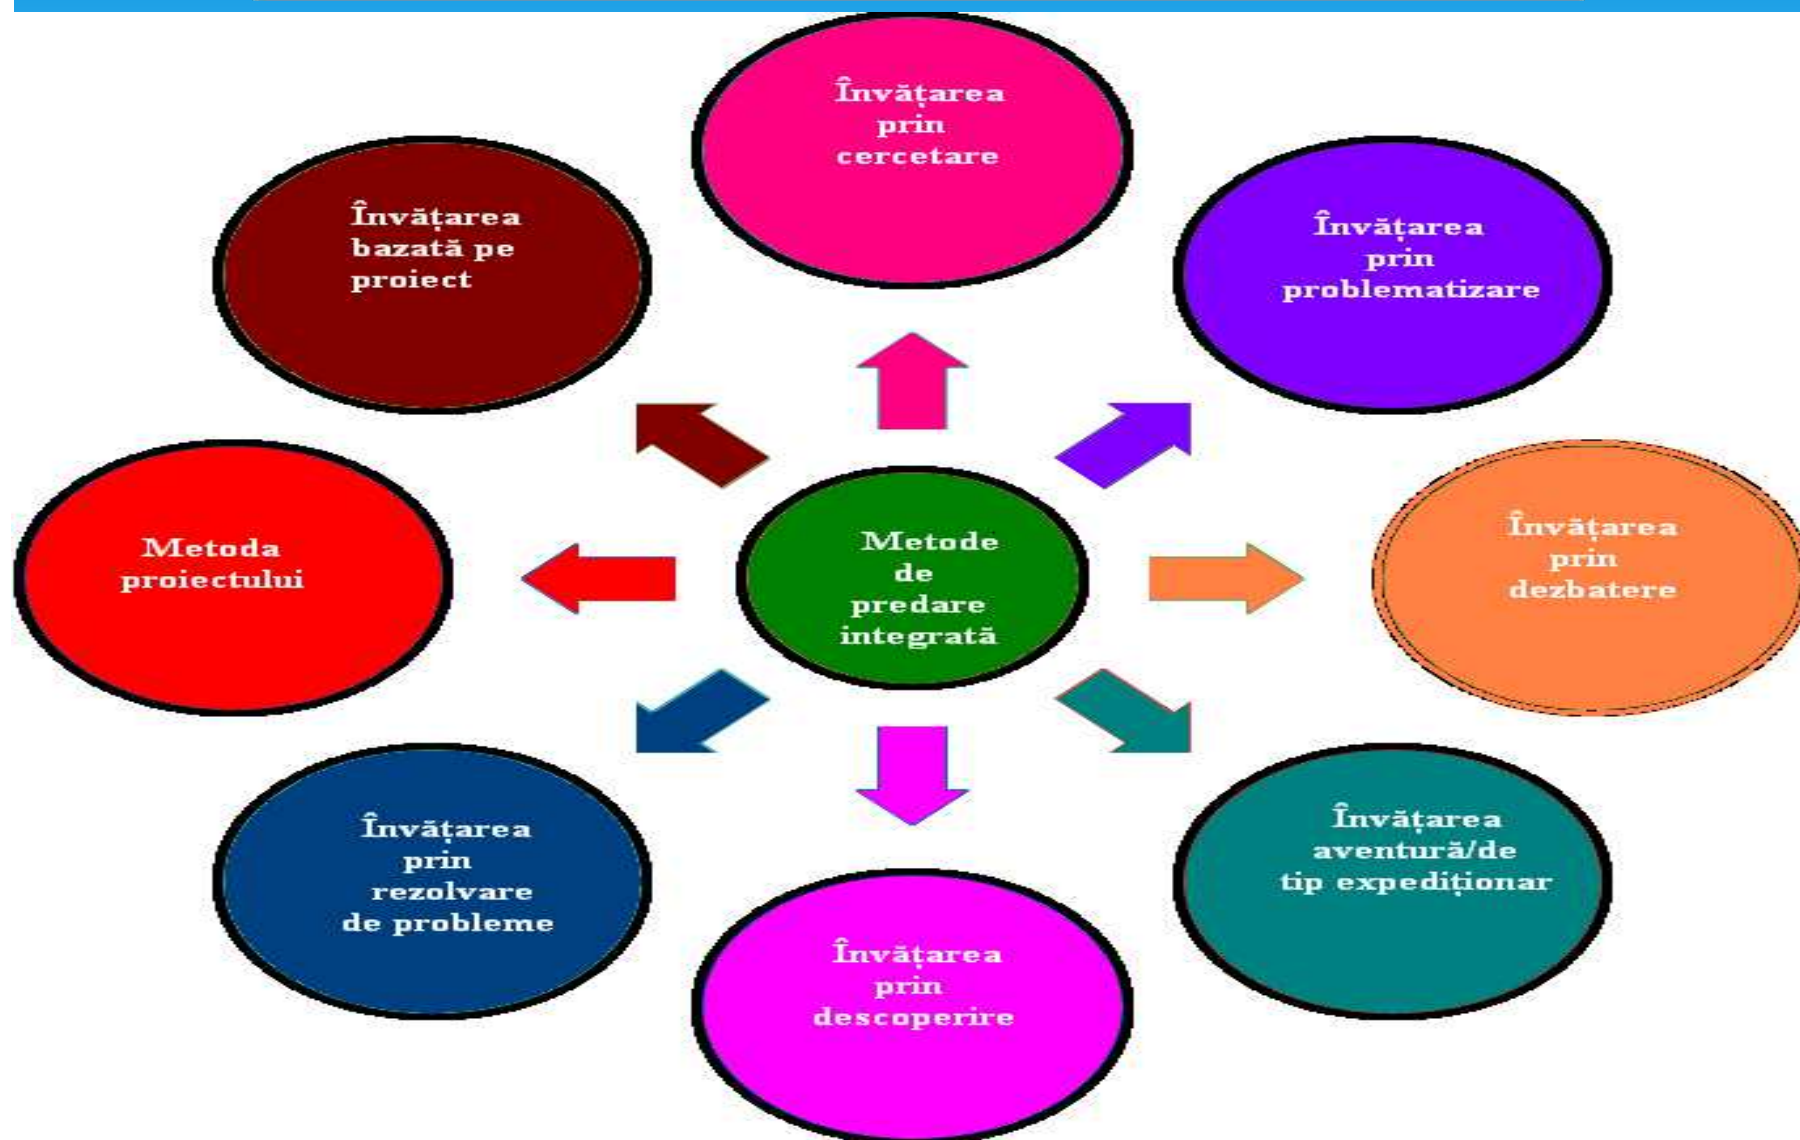 Învățarea
prin
cercetare
Învățarea
bazată pe
proiect
Învățarea
prin
problematizare
Metoda
proiectului
Metode
de
predare
integrată
Învățarea
prin
dezbatere
Învățarea
prin
rezolvare
de probleme
Învățarea
aventură/de
tip expediționar
Învățarea
prin
descoperire